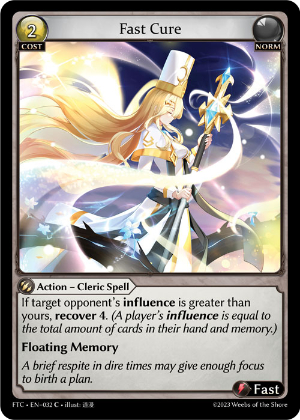 2
Fast Cure
COST
NORM
Action – Cleric Spell
If target opponent's influence is greater than
yours, recover 4. (A player's influence is equal to
the total amount of cards in their hand and memory.)
Floating Memory
A brief respite in dire times may give enough focus
to birth a plan.
Fast
FTC • EN–032 C • illust:
©2023 Weebs of the Shore